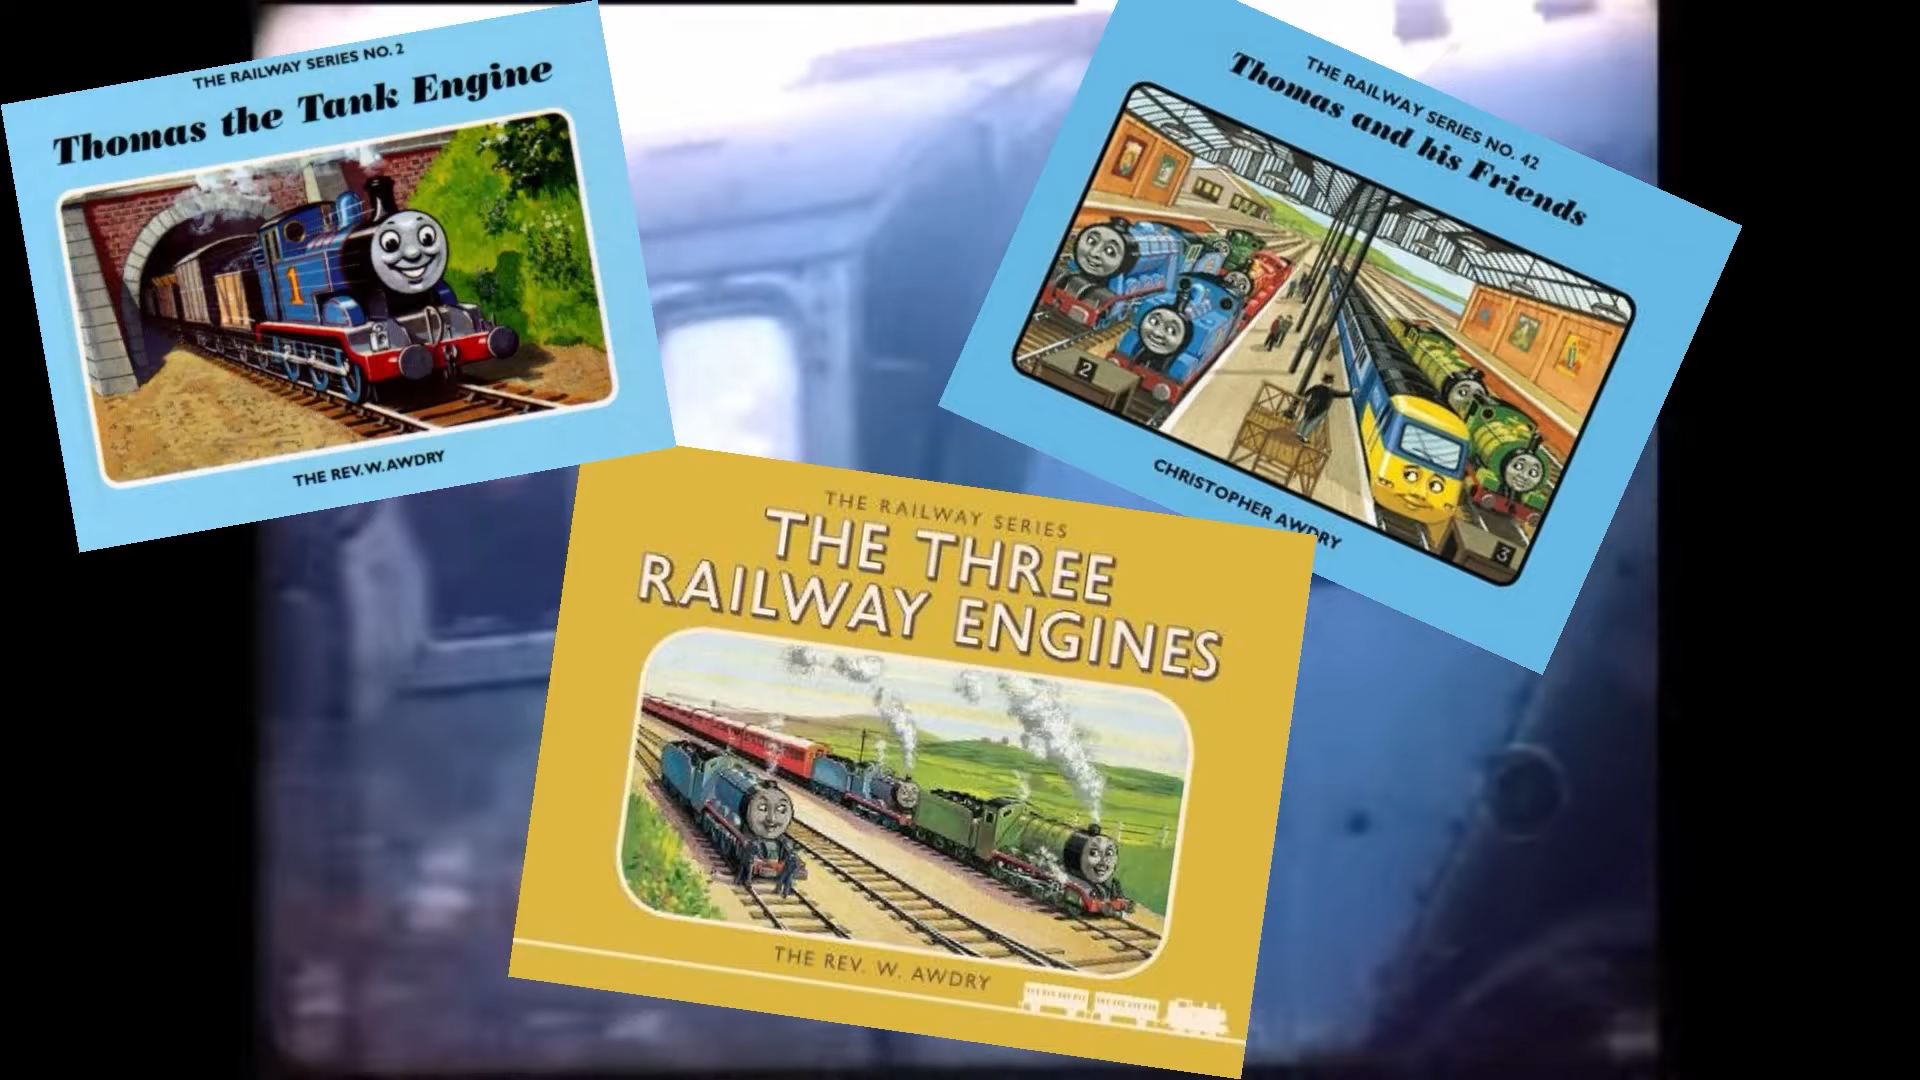 THE RAILWAY SERIES NO. 2
Thomas the Tank Engine
1
THE REV. W. AWDRY
THE RAILWAY SERIES NO. 42
Thomas and his Friends
2
3
CHRISTOPHER AWDRY
THE RAILWAY SERIES
THE THREE
RAILWAY ENGINES
THE REV. W. AWDRY